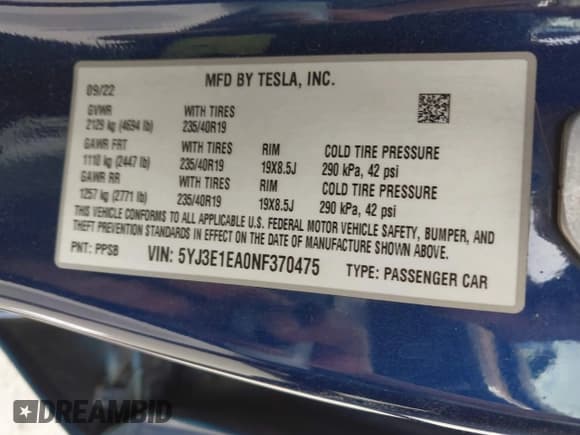 MFD BY TESLA, INC.
09/22
GVWR WITH TIRES
2129 kg (4694 lb) 235/40R19
GAWR FRT WITH TIRES RIM COLD TIRE PRESSURE
1110 kg (2447 lb) 235/40R19 19X8.5J 290 kPa, 42 psi
GAWR RR WITH TIRES RIM COLD TIRE PRESSURE
1257 kg (2771 lb) 235/40R19 19X8.5J 290 kPa, 42 psi
THIS VEHICLE CONFORMS TO ALL APPLICABLE U.S. FEDERAL MOTOR VEHICLE SAFETY, BUMPER, AND
THEFT PREVENTION STANDARDS IN EFFECT ON THE DATE OF MANUFACTURE SHOWN ABOVE.
PNT: PPSB VIN: 5YJ3E1EA0NF370475 TYPE: PASSENGER CAR
DREAMBID